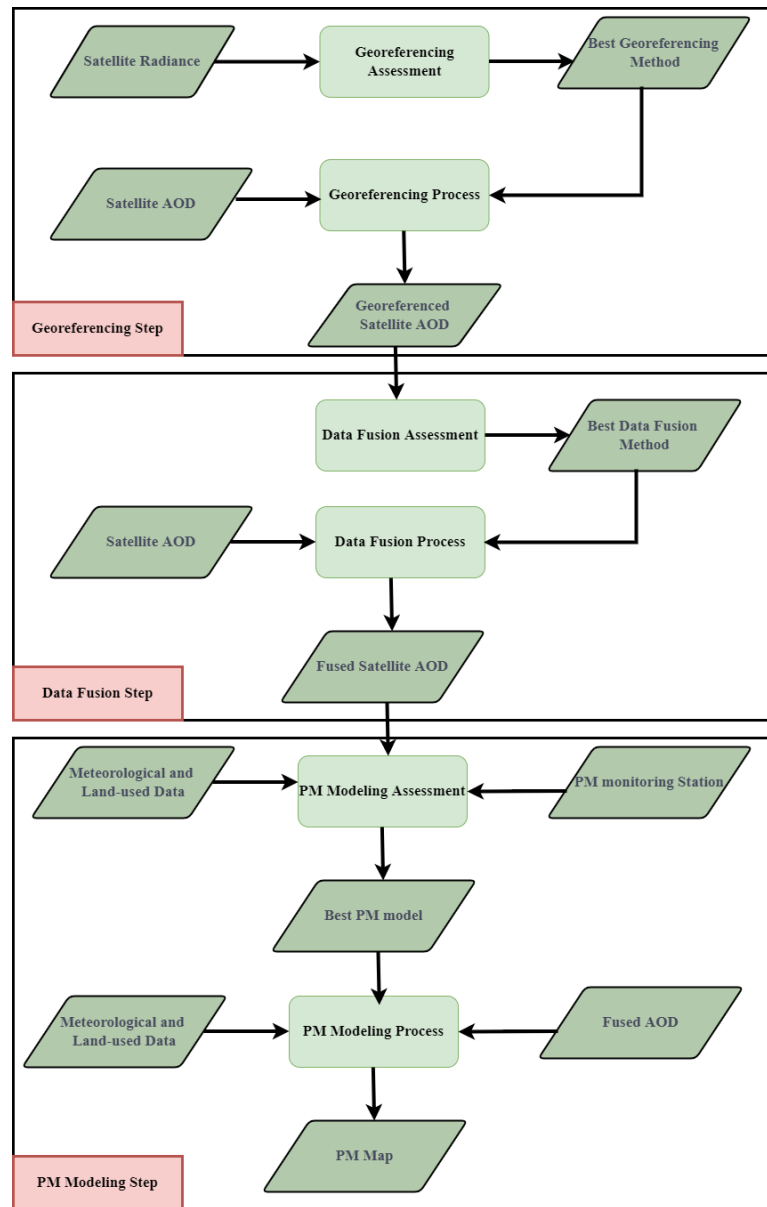 Satellite Radiance
Georeferencing
Assessment
Best Georeferencing
Method
Satellite AOD
Georeferencing Process
Georeferenced
Satellite AOD
Georeferencing Step
Data Fusion Assessment
Best Data Fusion
Method
Satellite AOD
Data Fusion Process
Fused Satellite AOD
Data Fusion Step
Meteorological and
Land-used Data
PM Modeling Assessment
PM monitoring Station
Best PM model
Meteorological and
Land-used Data
PM Modeling Process
Fused AOD
PM Map
PM Modeling Step